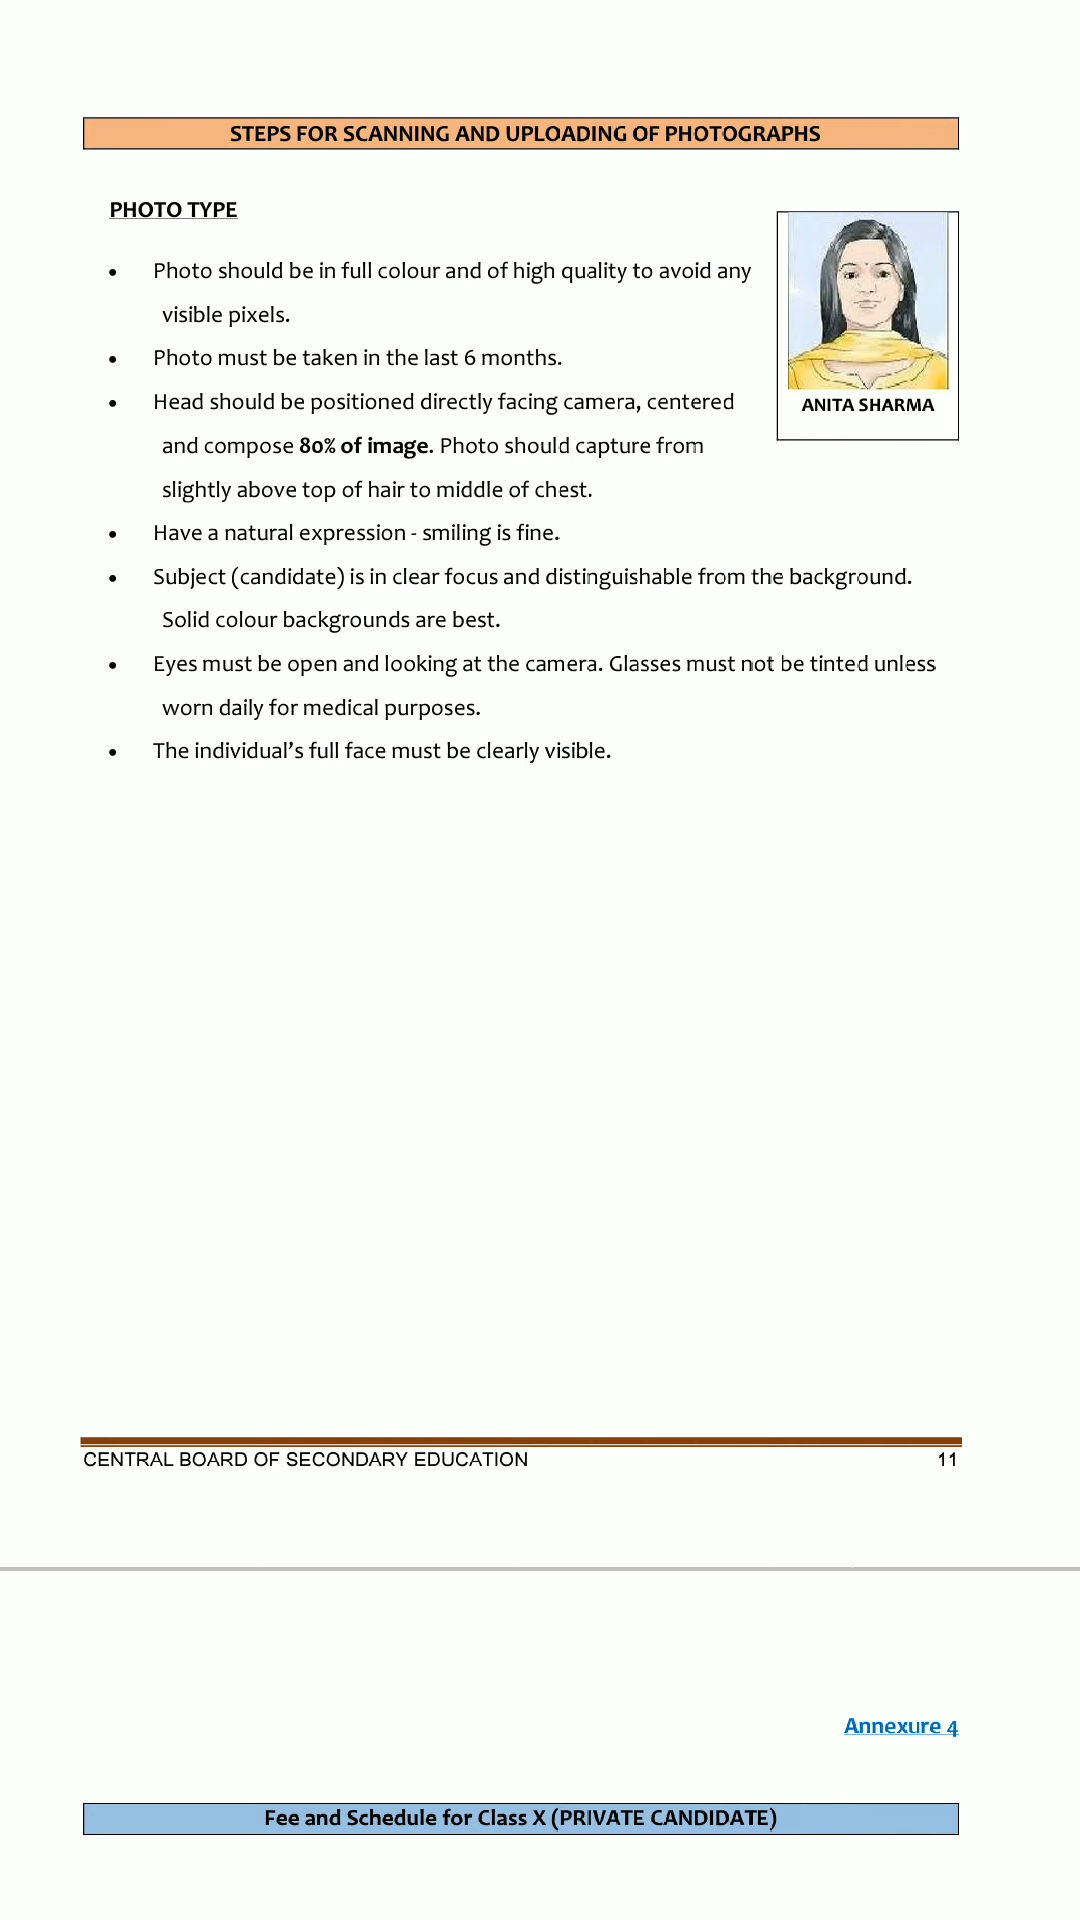 STEPS FOR SCANNING AND UPLOADING OF PHOTOGRAPHS
PHOTO TYPE
• Photo should be in full colour and of high quality to avoid any
visible pixels.
• Photo must be taken in the last 6 months.
• Head should be positioned directly facing camera, centered
and compose 80% of image. Photo should capture from
slightly above top of hair to middle of chest.
ANITA SHARMA
• Have a natural expression - smiling is fine.
• Subject (candidate) is in clear focus and distinguishable from the background.
Solid colour backgrounds are best.
• Eyes must be open and looking at the camera. Glasses must not be tinted unless
worn daily for medical purposes.
• The individual’s full face must be clearly visible.
CENTRAL BOARD OF SECONDARY EDUCATION 11
Annexure 4
Fee and Schedule for Class X (PRIVATE CANDIDATE)